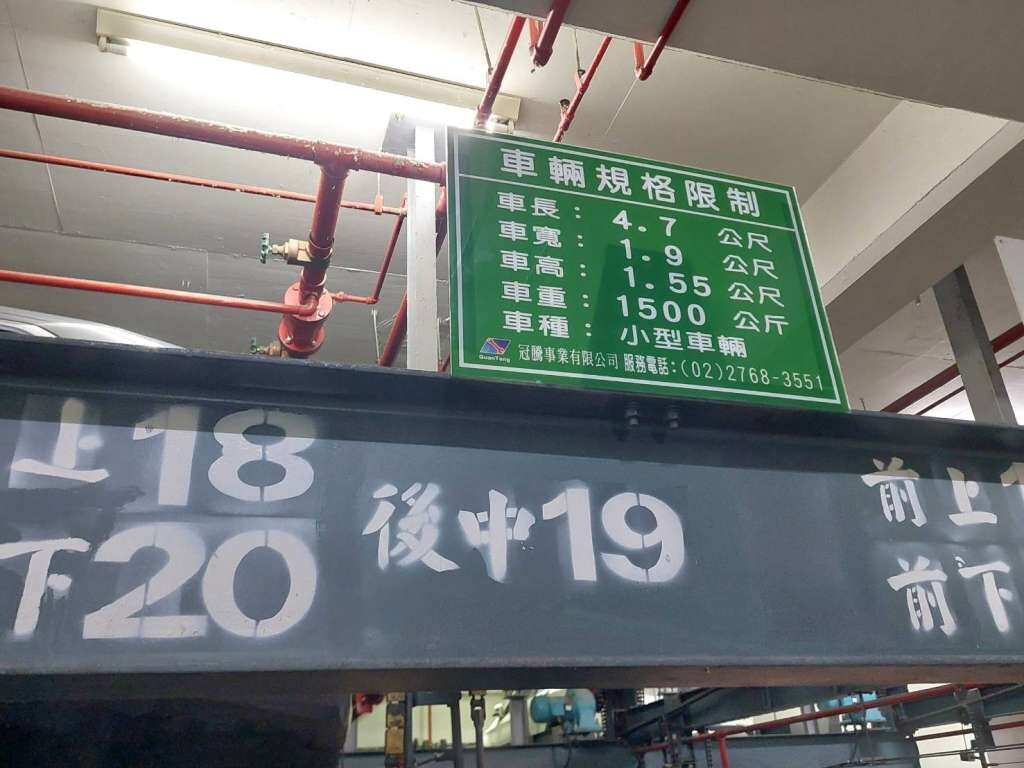 車輛規格限制
車長： 4.7 公尺
車寬： 1.9 公尺
車高： 1.55 公尺
車重： 1500 公斤
車種： 小型車輛
GuanTeng 冠騰事業有限公司 服務電話:(02)2768-3551
上18
下20
後中19
前上1
前下